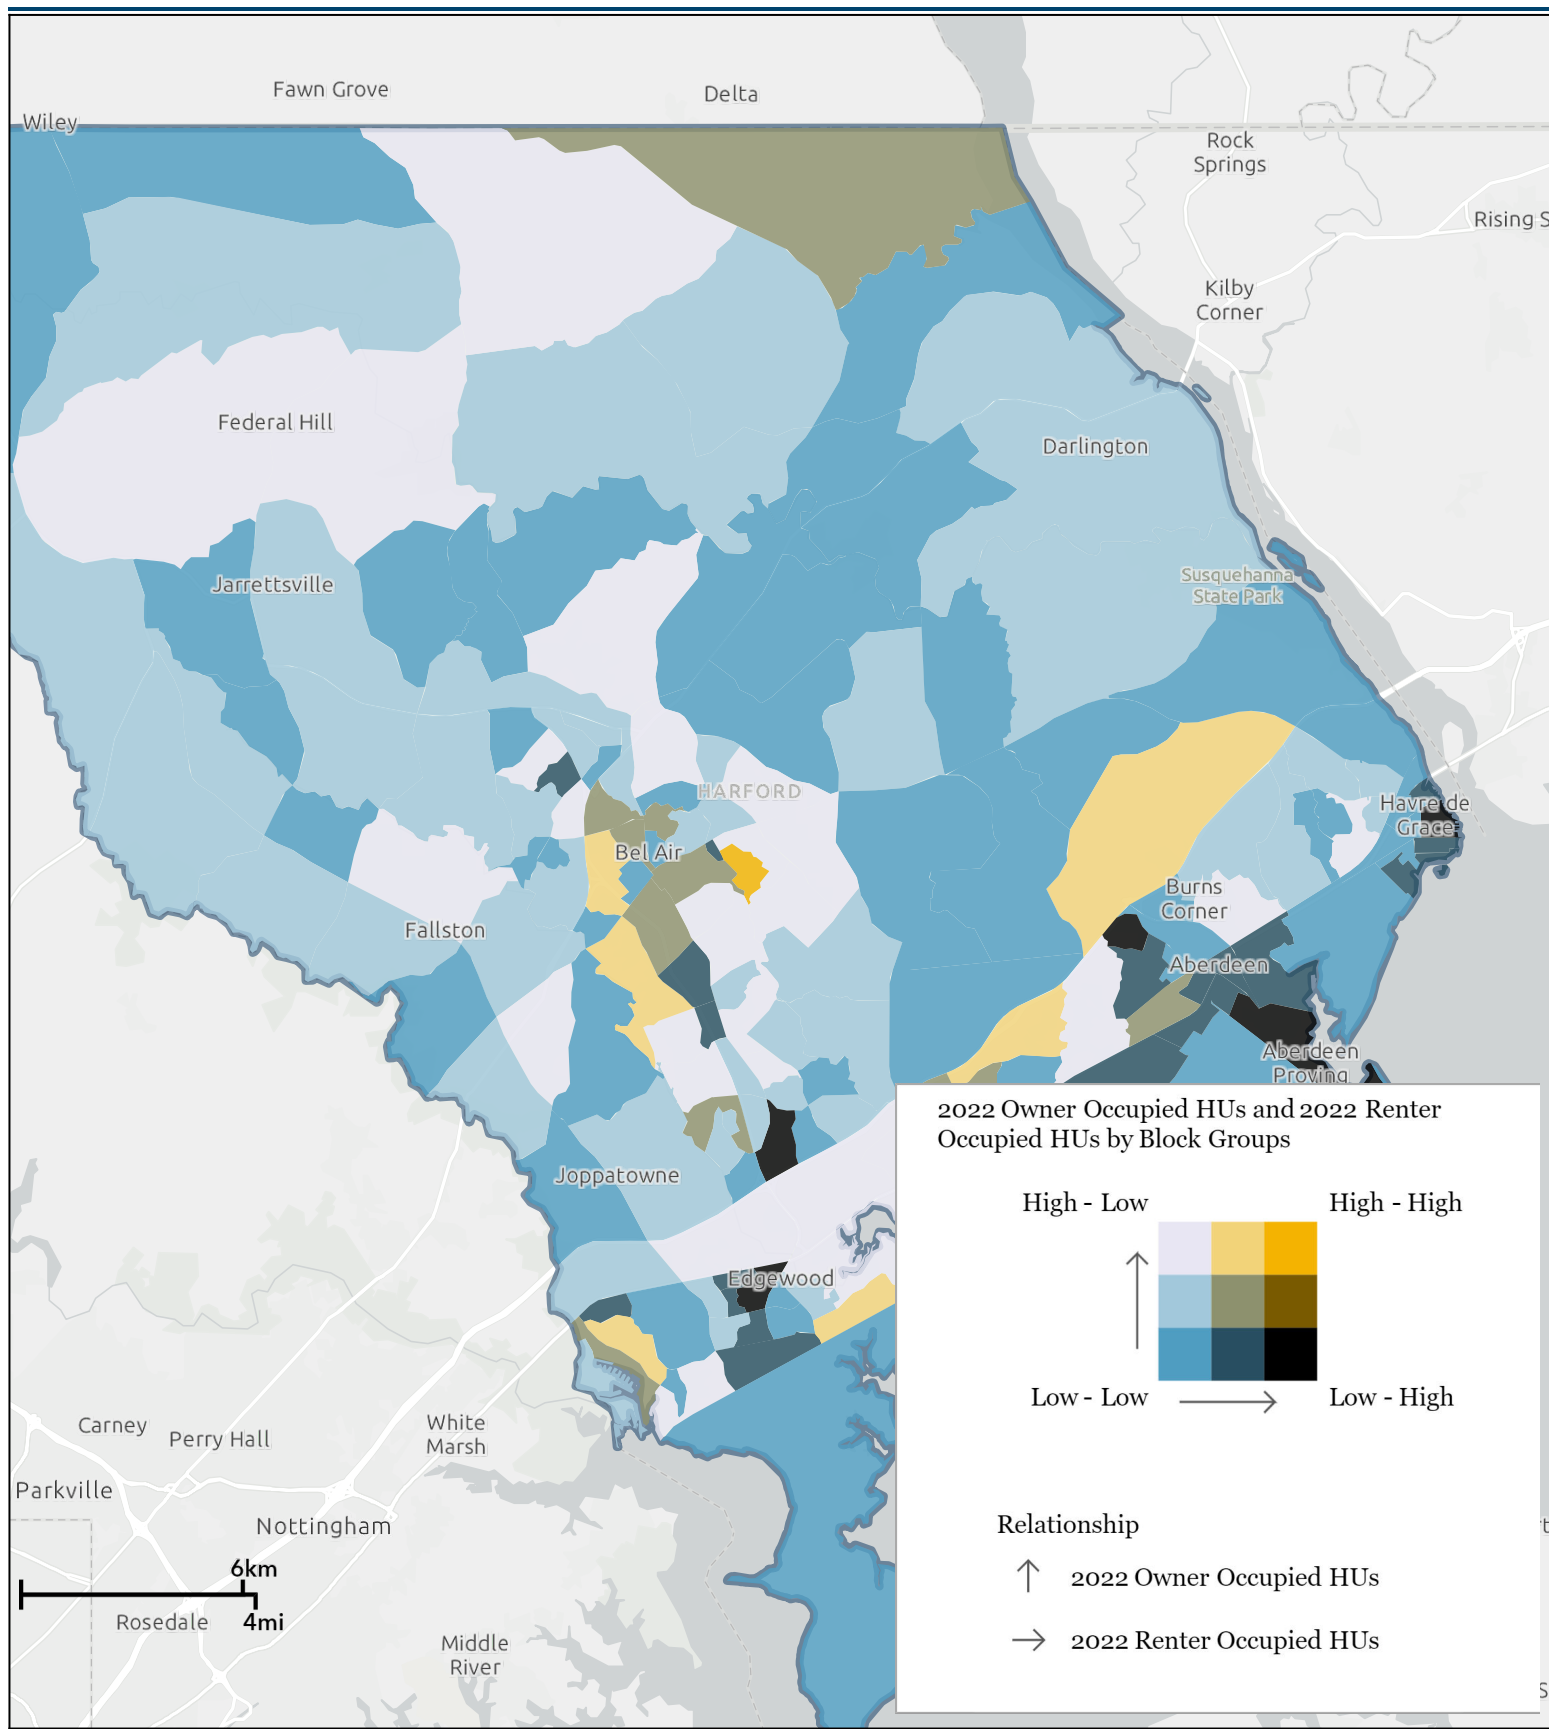 Fawn Grove
Delta
Wiley
Rock
Springs
Rising S
Kilby
Corner
Federal Hill
Darlington
Jarrettsville
Susquehanna
State Park
HARFORD
Havre de
Grace
Bel Air
Burns
Corner
Fallston
Aberdeen
Aberdeen
Proving
Joppatowne
Edgewood
2022 Owner Occupied HUs and 2022 Renter
Occupied HUs by Block Groups
High - Low
High - High
Low - Low
Low - High
Relationship
2022 Owner Occupied HUs
2022 Renter Occupied HUs
Carney
Perry Hall
White
Marsh
Parkville
Nottingham
6km
4mi
Rosedale
Middle
River